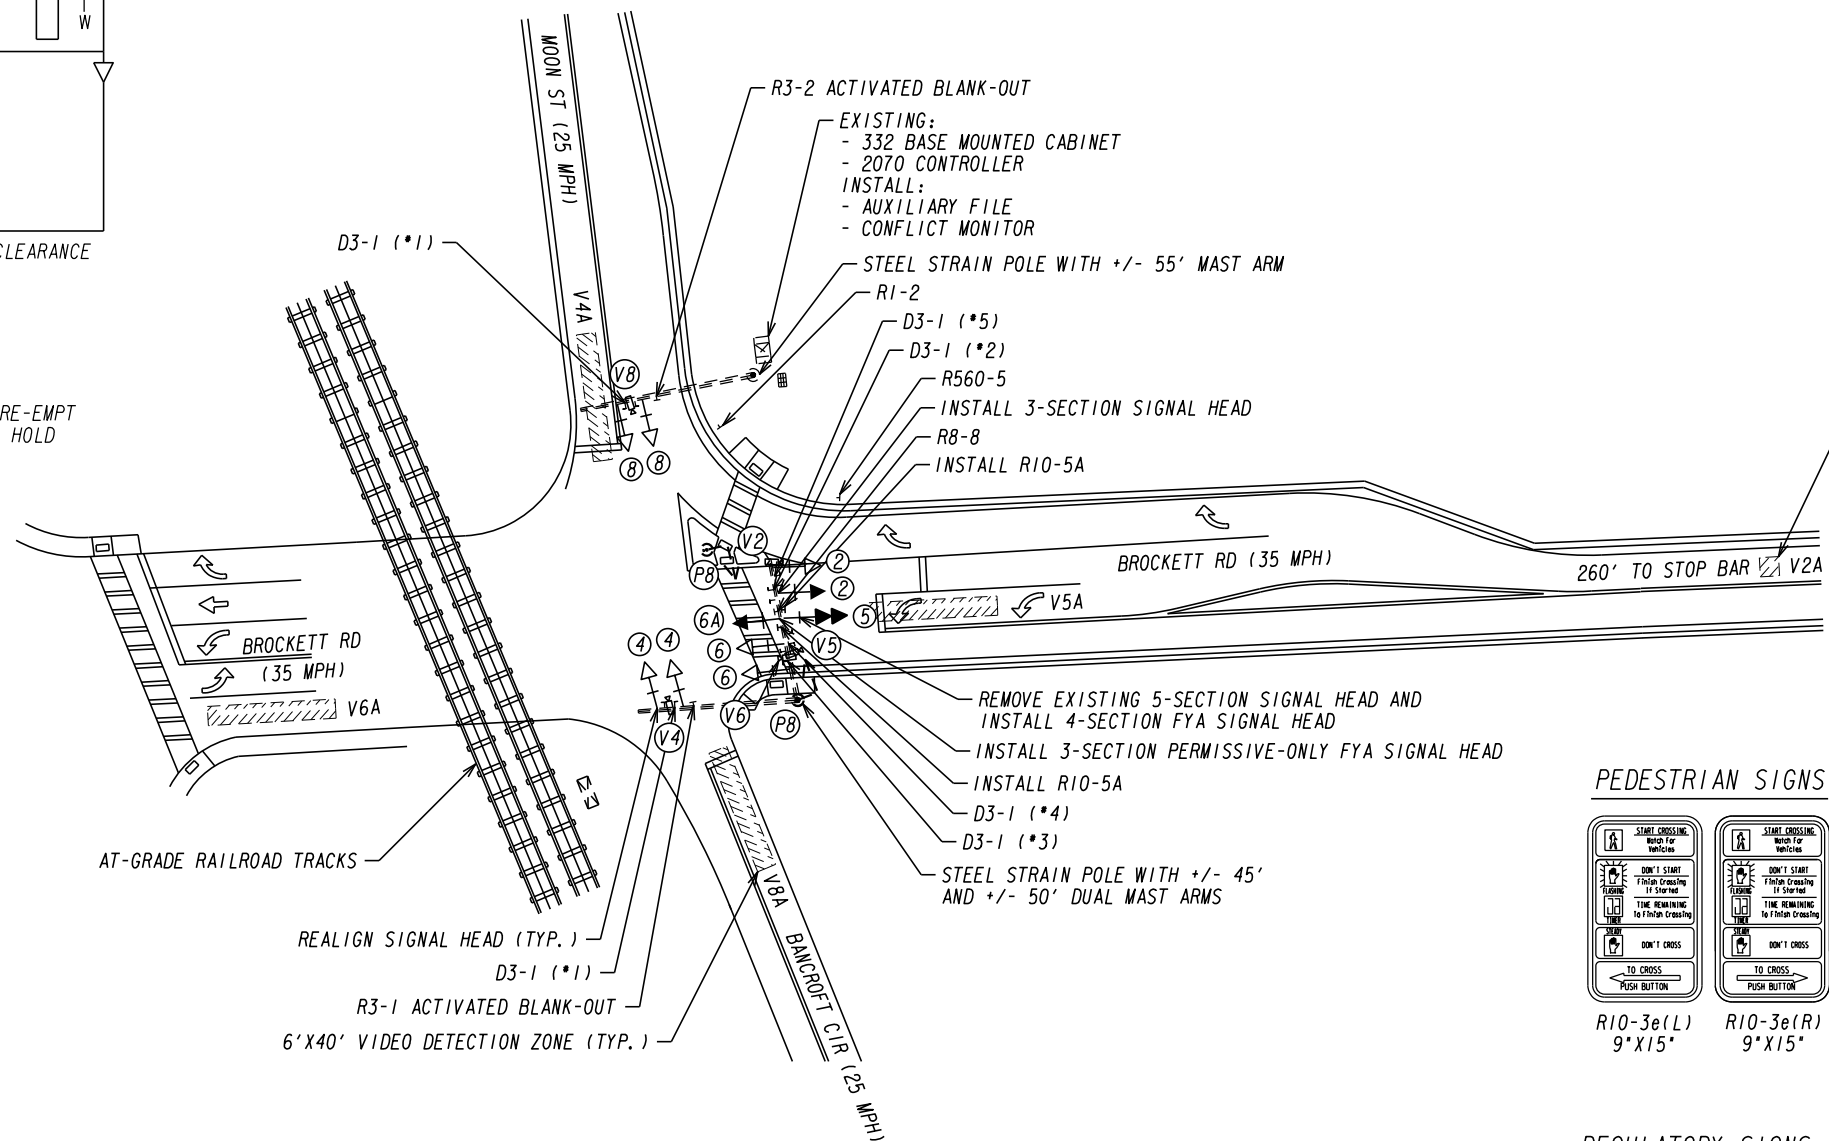 W
CLEARANCE
RE-EMPT
HOLD
MOON ST (25 MPH)
R3-2 ACTIVATED BLANK-OUT
EXISTING:
- 332 BASE MOUNTED CABINET
- 2070 CONTROLLER
INSTALL:
- AUXILIARY FILE
- CONFLICT MONITOR
D3-1 (*1)
STEEL STRAIN POLE WITH +/- 55' MAST ARM
R1-2
D3-1 (*5)
D3-1 (*2)
R560-5
INSTALL 3-SECTION SIGNAL HEAD
R8-8
INSTALL R10-5A
V4A
V8
8
8
V2
2
P8
2
6A
5
V5A
BROCKETT RD (35 MPH)
260' TO STOP BAR
V2A
BROCKETT RD
(35 MPH)
V6A
4
4
6
6
V5
V6
P8
V4
REMOVE EXISTING 5-SECTION SIGNAL HEAD AND
INSTALL 4-SECTION FYA SIGNAL HEAD
INSTALL 3-SECTION PERMISSIVE-ONLY FYA SIGNAL HEAD
INSTALL R10-5A
D3-1 (*4)
D3-1 (*3)
STEEL STRAIN POLE WITH +/- 45'
AND +/- 50' DUAL MAST ARMS
AT-GRADE RAILROAD TRACKS
V8A
BANCROFT CIR (25 MPH)
REALIGN SIGNAL HEAD (TYP.)
D3-1 (*1)
R3-1 ACTIVATED BLANK-OUT
6'X40' VIDEO DETECTION ZONE (TYP.)
PEDESTRIAN SIGNS
START CROSSING
Watch For
Vehicles
DON'T START
Finish Crossing
If Started
FLASHING
TIME REMAINING
To Finish Crossing
TIMER
STEADY
DON'T CROSS
TO CROSS
PUSH BUTTON
R10-3e(L)
9"X15"
START CROSSING
Watch For
Vehicles
DON'T START
Finish Crossing
If Started
FLASHING
TIME REMAINING
To Finish Crossing
TIMER
STEADY
DON'T CROSS
TO CROSS
PUSH BUTTON
R10-3e(R)
9"X15"
REGULATORY SIGNS